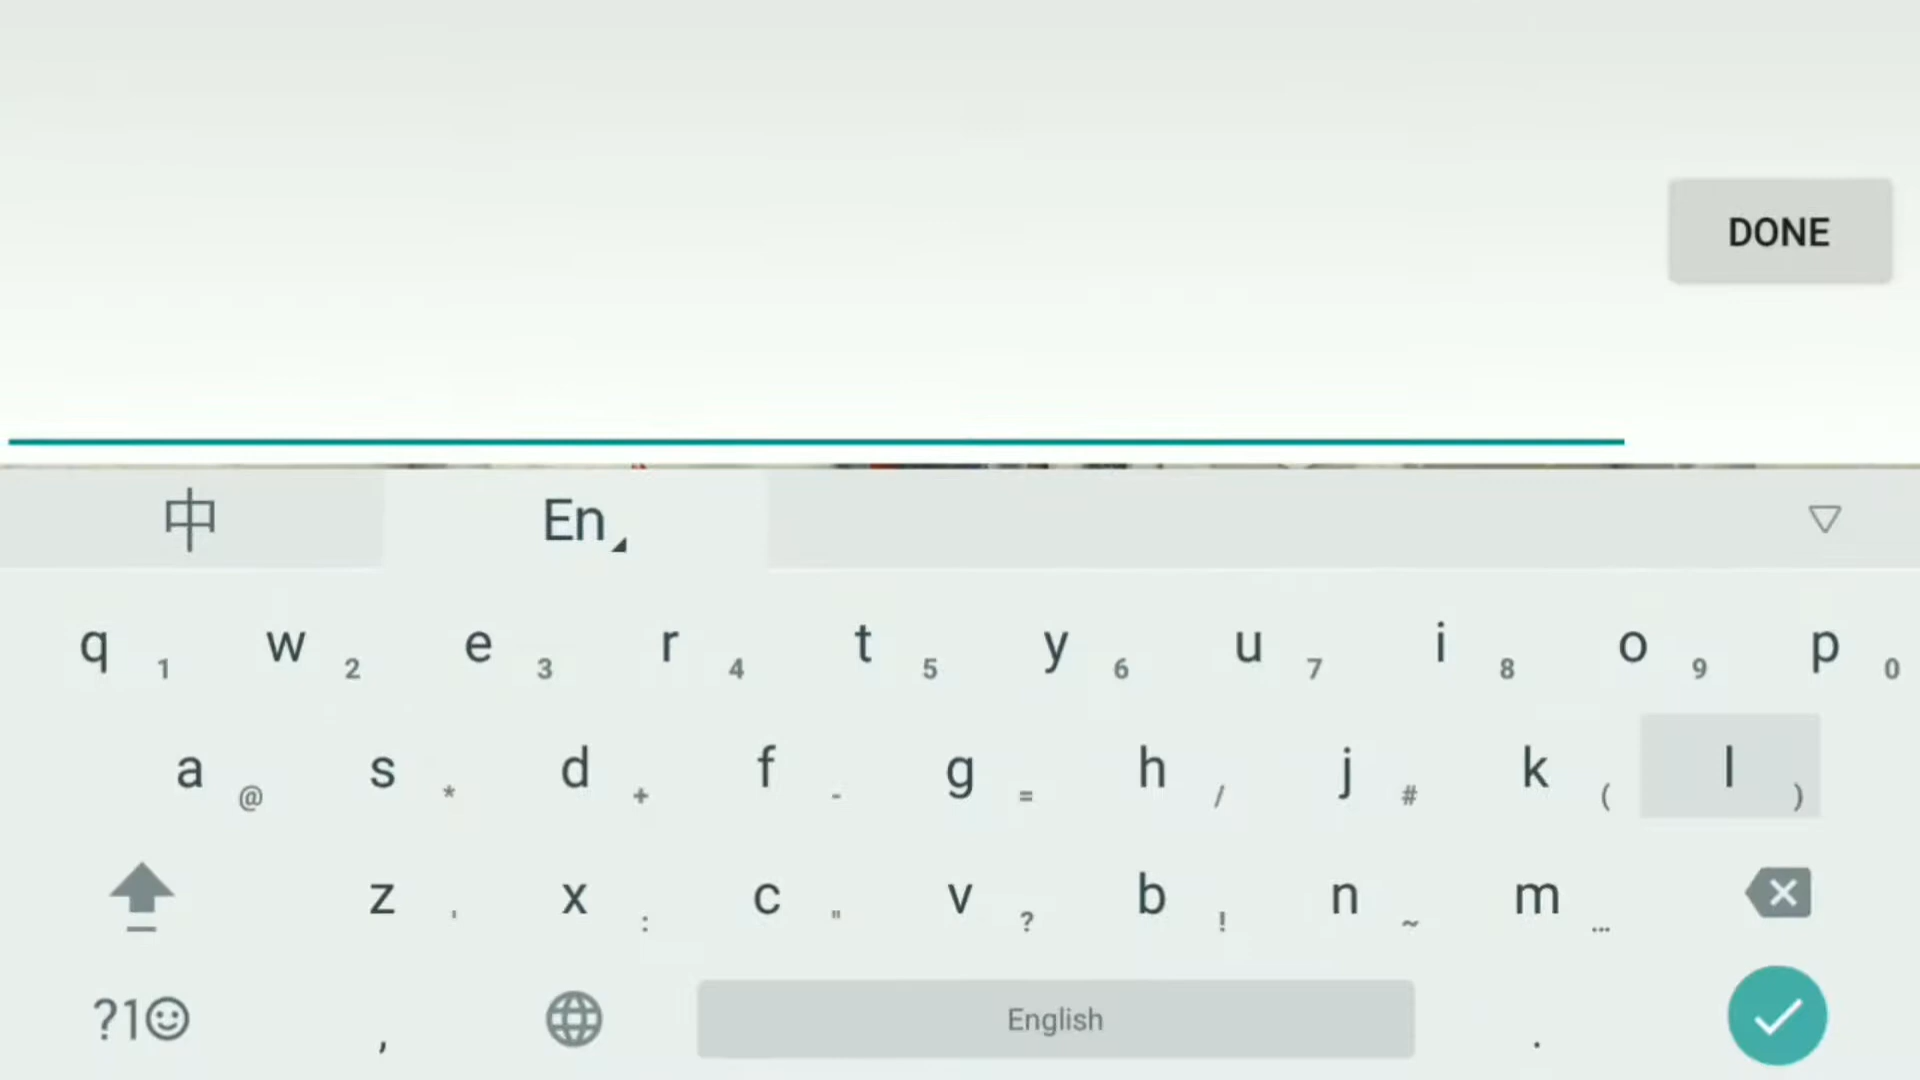 DONE
中 En
q 1 w 2 e 3 r 4 t 5 y 6 u 7 i 8 o 9 p 0
a @ s * d + f - g = h / j # k ( l )
z ' x : c " v ? b ! n ~ m …
?1☺ , English .